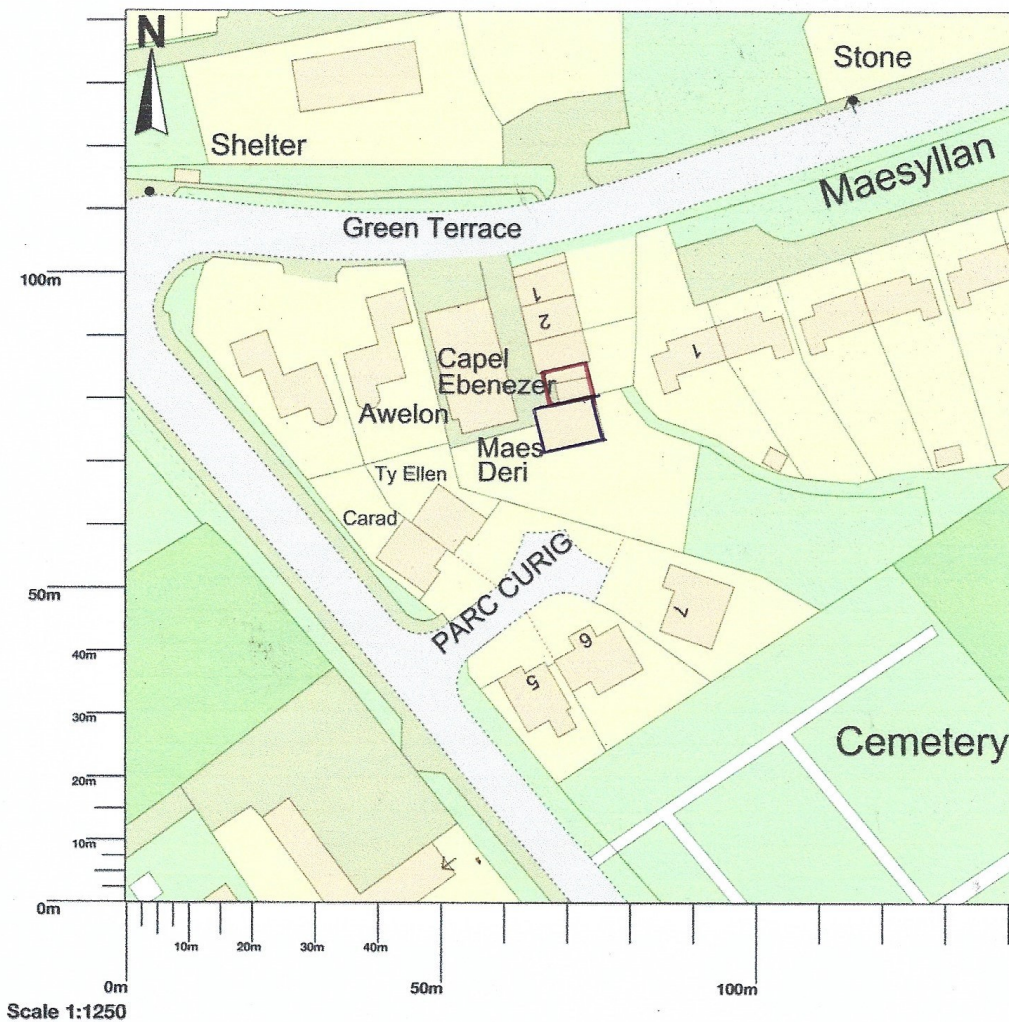 N
Stone
Shelter
Maesyllan
Green Terrace
100m
1
2
1
Capel
Ebenezer
Awelon
Maes
Deri
Ty Ellen
Carad
PARC CURIG
50m
7
6
5
40m
30m
20m
10m
0m
Cemetery
10m
20m
30m
40m
0m
50m
100m
Scale 1:1250